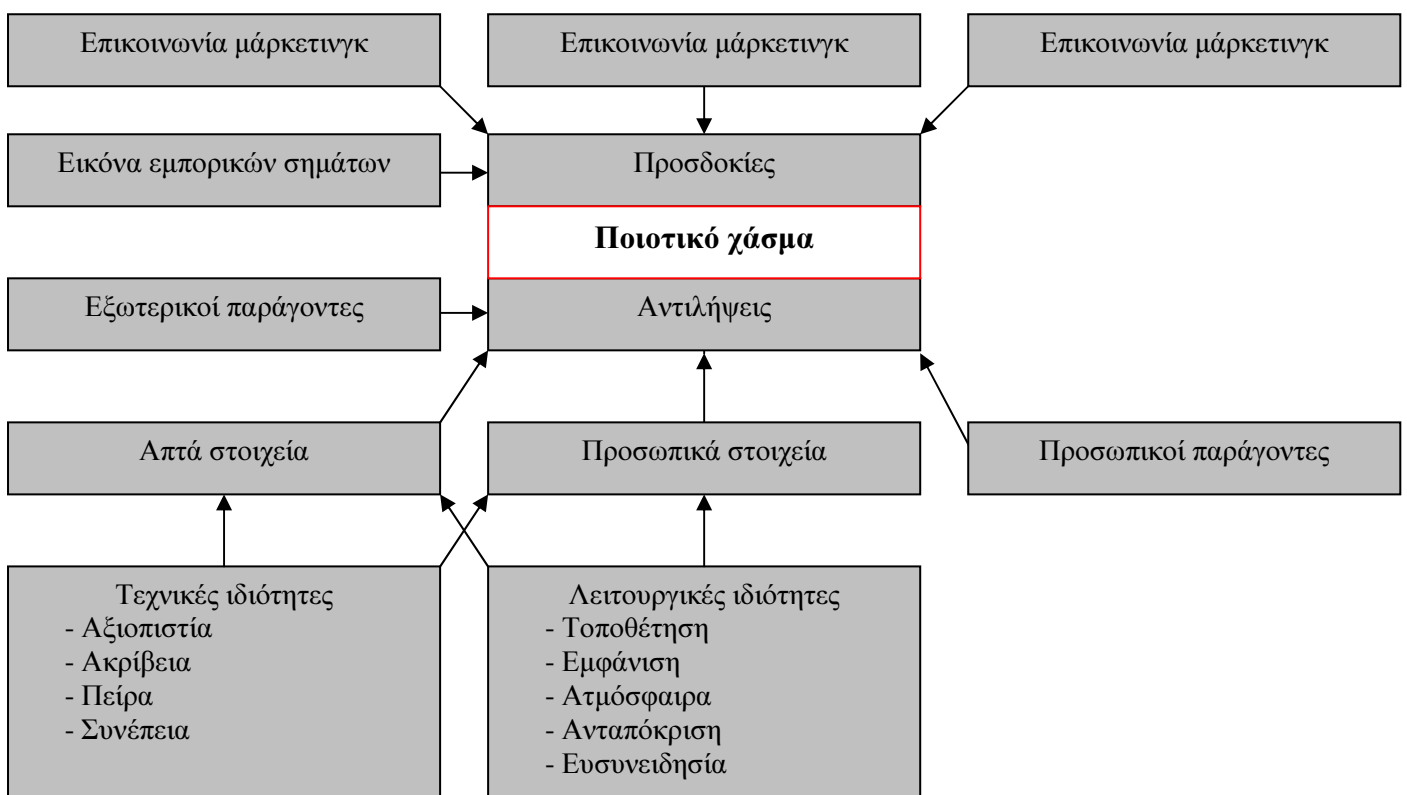 Επικοινωνία μάρκετινγκ
Επικοινωνία μάρκετινγκ
Επικοινωνία μάρκετινγκ
Εικόνα εμπορικών σημάτων
Προσδοκίες
Ποιοτικό χάσμα
Εξωτερικοί παράγοντες
Αντιλήψεις
Απτά στοιχεία
Προσωπικά στοιχεία
Προσωπικοί παράγοντες
Τεχνικές ιδιότητες
- Αξιοπιστία
- Ακρίβεια
- Πείρα
- Συνέπεια
Λειτουργικές ιδιότητες
- Τοποθέτηση
- Εμφάνιση
- Ατμόσφαιρα
- Ανταπόκριση
- Ευσυνειδησία